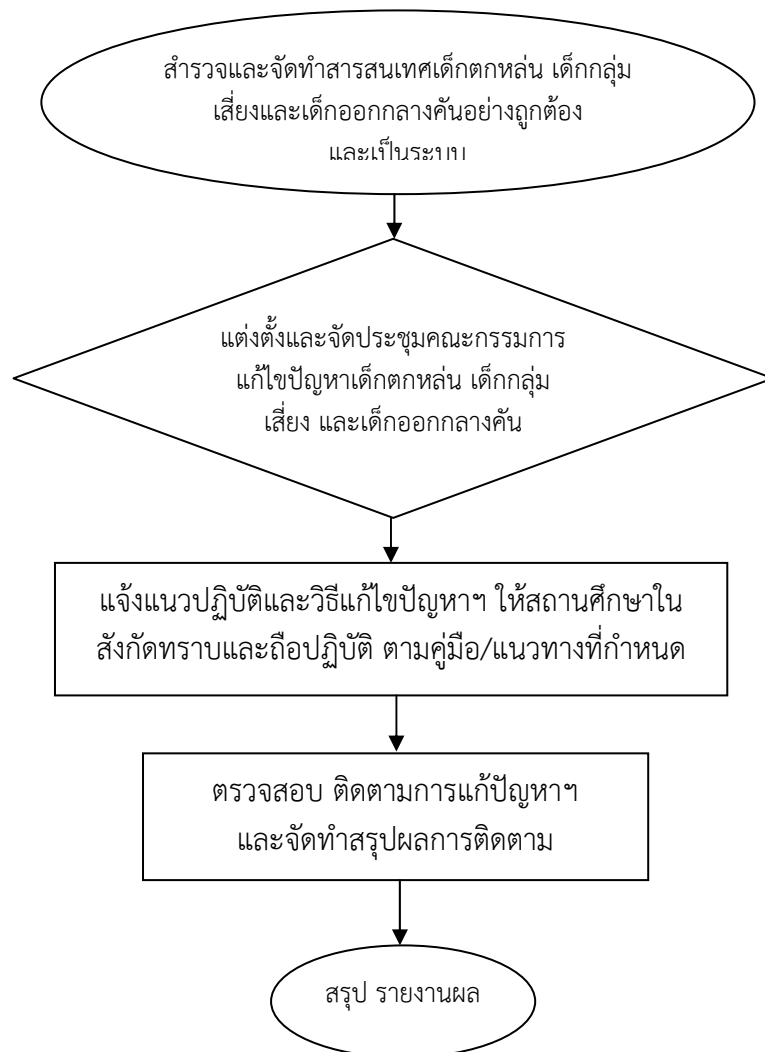 สำรวจและจัดทำสารสนเทศเด็กตกหล่น เด็กกลุ่ม
เสี่ยงและเด็กออกกลางคันอย่างถูกต้อง
และเป็นระบบ
แต่งตั้งและจัดประชุมคณะกรรมการ
แก้ไขปัญหาเด็กตกหล่น เด็กกลุ่ม
เสี่ยง และเด็กออกกลางคัน
แจ้งแนวปฏิบัติและวิธีแก้ไขปัญหาฯ ให้สถานศึกษาใน
สังกัดทราบและถือปฏิบัติ ตามคู่มือ/แนวทางที่กำหนด
ตรวจสอบ ติดตามการแก้ปัญหาฯ
และจัดทำสรุปผลการติดตาม
สรุป รายงานผล